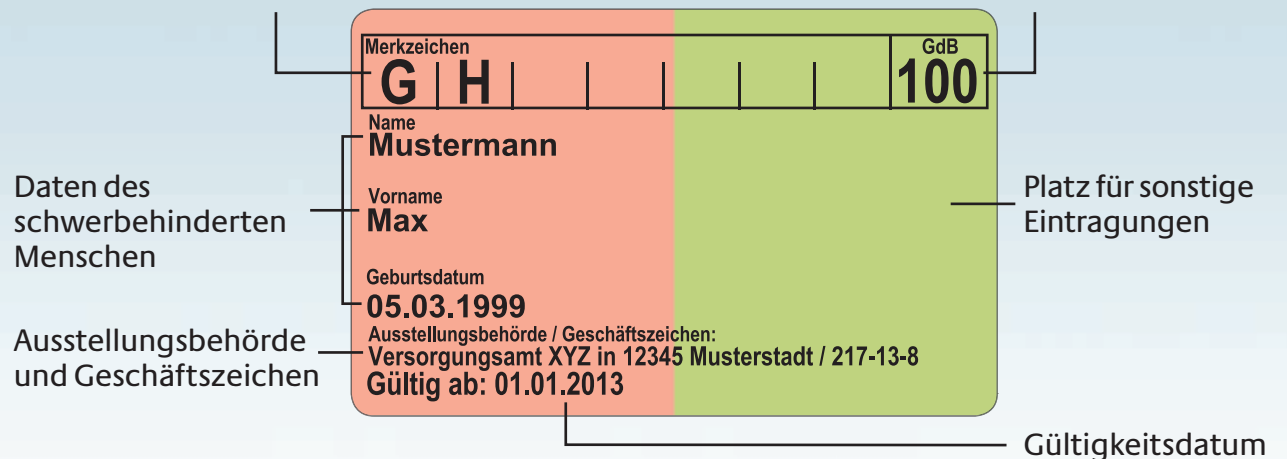 Merkzeichen GdB
G H 100
Name
Mustermann
Daten des
schwerbehinderten
Menschen
Vorname
Max
Platz für sonstige
Eintragungen
Geburtsdatum
05.03.1999
Ausstellungsbehörde
und Geschäftszeichen
Ausstellungsbehörde / Geschäftszeichen:
Versorgungsamt XYZ in 12345 Musterstadt / 217-13-8
Gültig ab: 01.01.2013
Gültigkeitsdatum